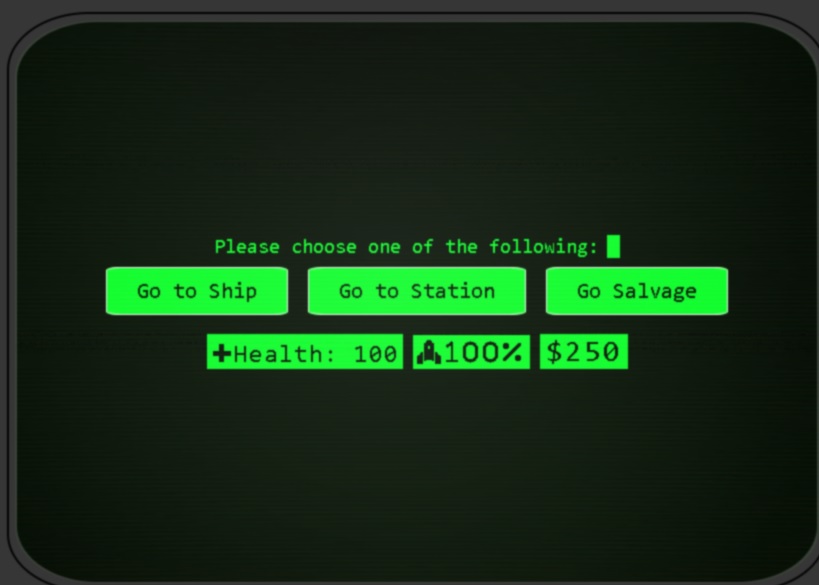 Please choose one of the following:
Go to Ship Go to Station Go Salvage
Health: 100 100% $250